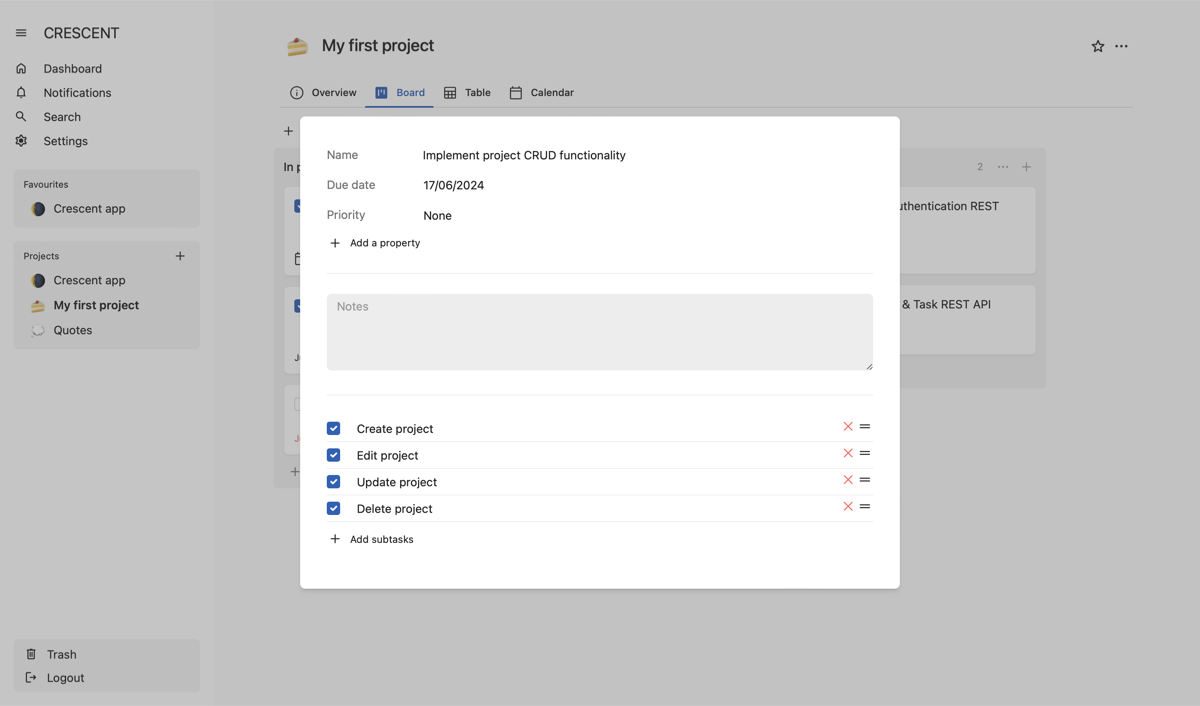 CRESCENT
Dashboard
Notifications
Search
Settings
Favourites
Crescent app
Projects
Crescent app
My first project
Quotes
Trash
Logout
My first project
Overview Board Table Calendar
In
2
REST
& Task REST API
Name Implement project CRUD functionality
Due date 17/06/2024
Priority None
Add a property
Notes
Create project
Edit project
Update project
Delete project
Add subtasks